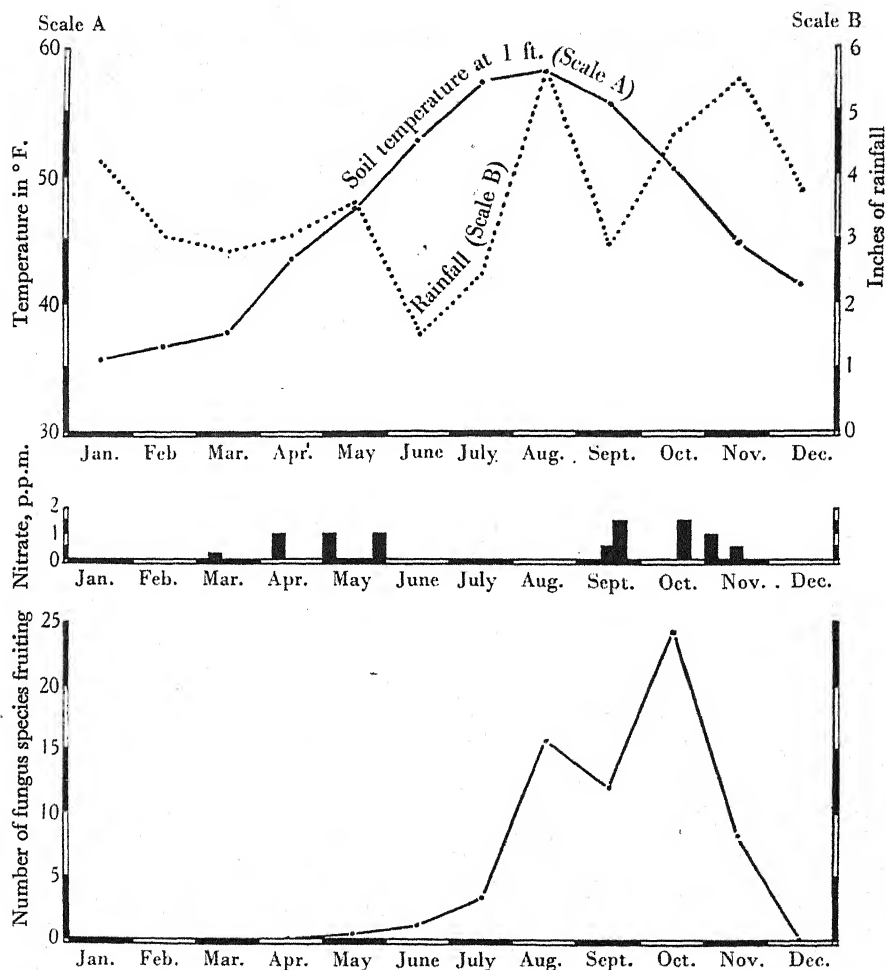 Scale A
Scale B
60
50
40
30
Temperature in ° F.
6
5
4
3
2
1
0
Inches of rainfall
Soil temperature at 1 ft. (Scale A)
Rainfall (Scale B)
Jan. Feb Mar. Apr. May June July Aug. Sept. Oct. Nov. Dec.
Nitrate, p.p.m.
2
1
0
Jan. Feb. Mar. Apr. May June July Aug. Sept. Oct. Nov. Dec.
Number of fungus species fruiting
25
20
15
10
5
0
Jan. Feb. Mar. Apr. May June July Aug. Sept. Oct. Nov. Dec.